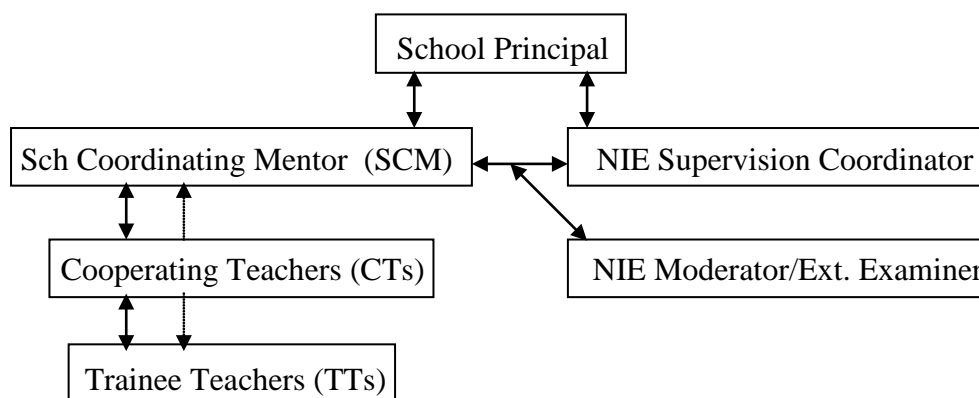 School Principal
Sch Coordinating Mentor (SCM)
NIE Supervision Coordinator
Cooperating Teachers (CTs)
NIE Moderator/Ext. Examiner
Trainee Teachers (TTs)